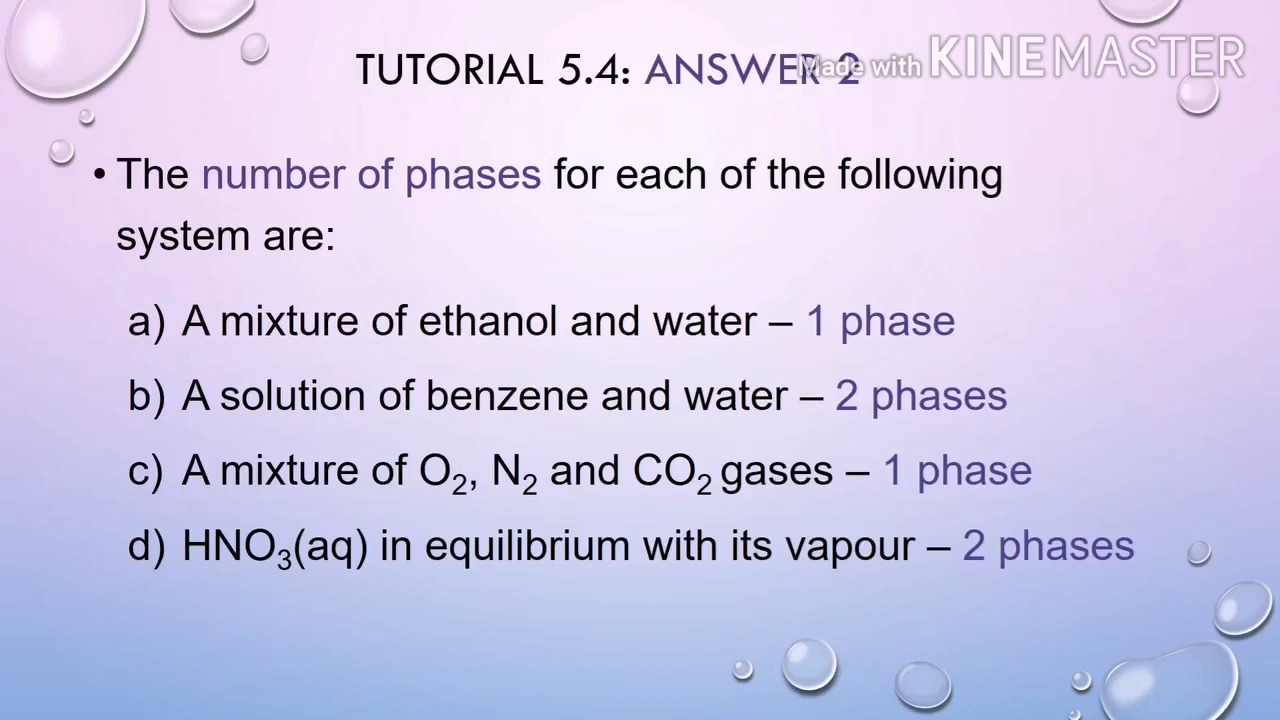 TUTORIAL 5.4: ANSWER 2
Made with KINEMASTER
• The number of phases for each of the following
system are:
a) A mixture of ethanol and water – 1 phase
b) A solution of benzene and water – 2 phases
c) A mixture of O₂, N₂ and CO₂ gases – 1 phase
d) HNO₃(aq) in equilibrium with its vapour – 2 phases